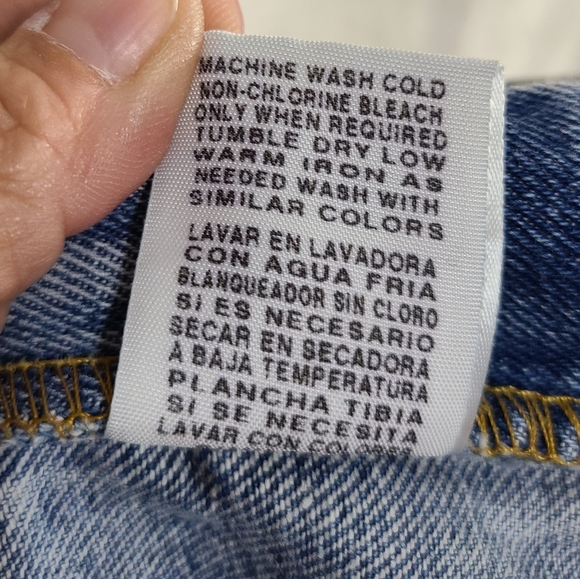 MACHINE WASH COLD
NON-CHLORINE BLEACH
ONLY WHEN REQUIRED
TUMBLE DRY LOW
WARM IRON AS
NEEDED WASH WITH
SIMILAR COLORS
LAVAR EN LAVADORA
CON AGUA FRIA
BLANQUEADOR SIN CLORO
SI ES NECESARIO
SECAR EN SECADORA
A BAJA TEMPERATURA
PLANCHA TIBIA
SI SE NECESITA
LAVAR CON